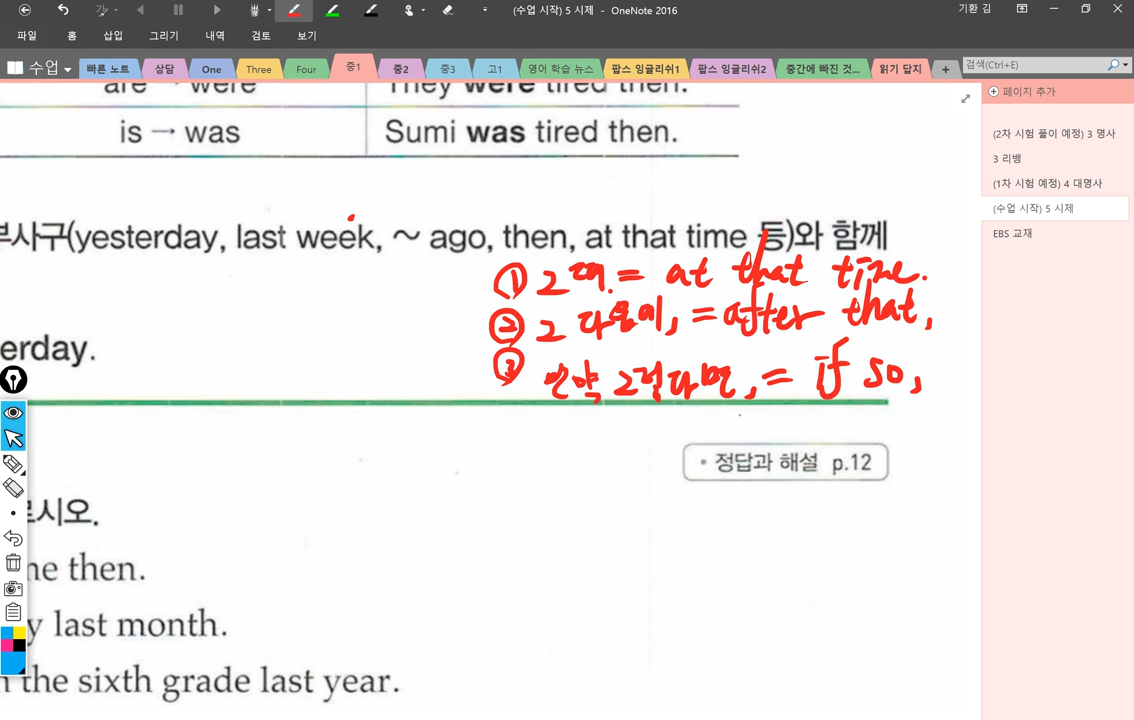 (수업 시작) 5 시제 - OneNote 2016
기환 김
파일 홈 삽입 그리기 내역 검토 보기
수업 빠른 노트 상담 One Three Four 중1 중2 중3 고1 영어 학습 뉴스 팝스 잉글리쉬1 팝스 잉글리쉬2 중간에 빠진 것... 읽기 답지 + 검색(Ctrl+E)
페이지 추가
(2차 시험 풀이 예정) 3 명사
3 리뱅
(1차 시험 예정) 4 대명사
(수업 시작) 5 시제
EBS 교재
are → were They were tired then.
is → was Sumi was tired then.
부사구(yesterday, last week, ~ ago, then, at that time 등)와 함께
① 그때. = at that time.
② 그 다음에, = after that,
erday.
③ 만약 그렇다면, = if so,
• 정답과 해설 p.12
르시오.
me then.
y last month.
n the sixth grade last year.